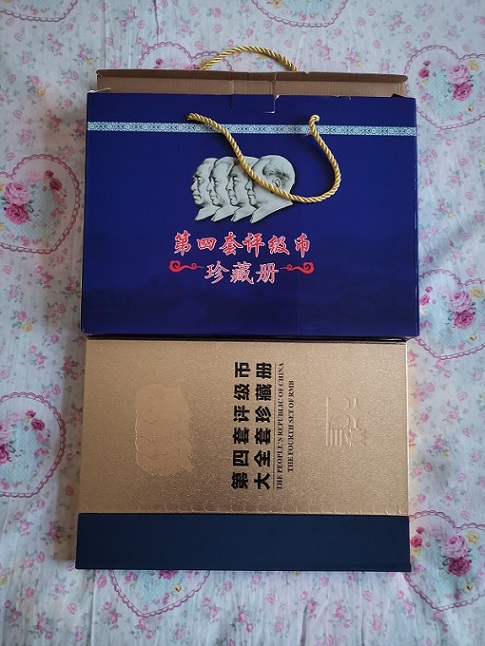 第四套评级币
珍藏册
第四套评级币
大全套珍藏册
THE PEOPLE'S REPUBLIC OF CHINA
THE FOURTH SET OF RMB